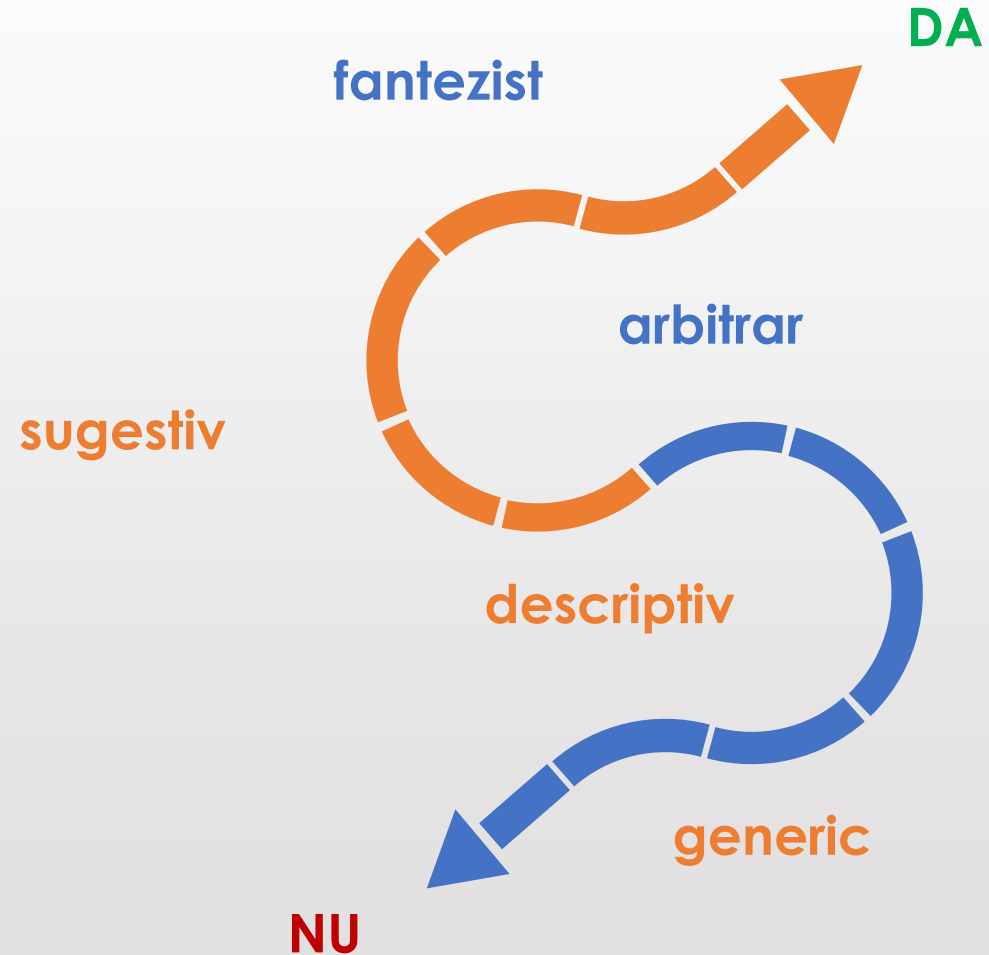 DA
fantezist
arbitrar
sugestiv
descriptiv
generic
NU